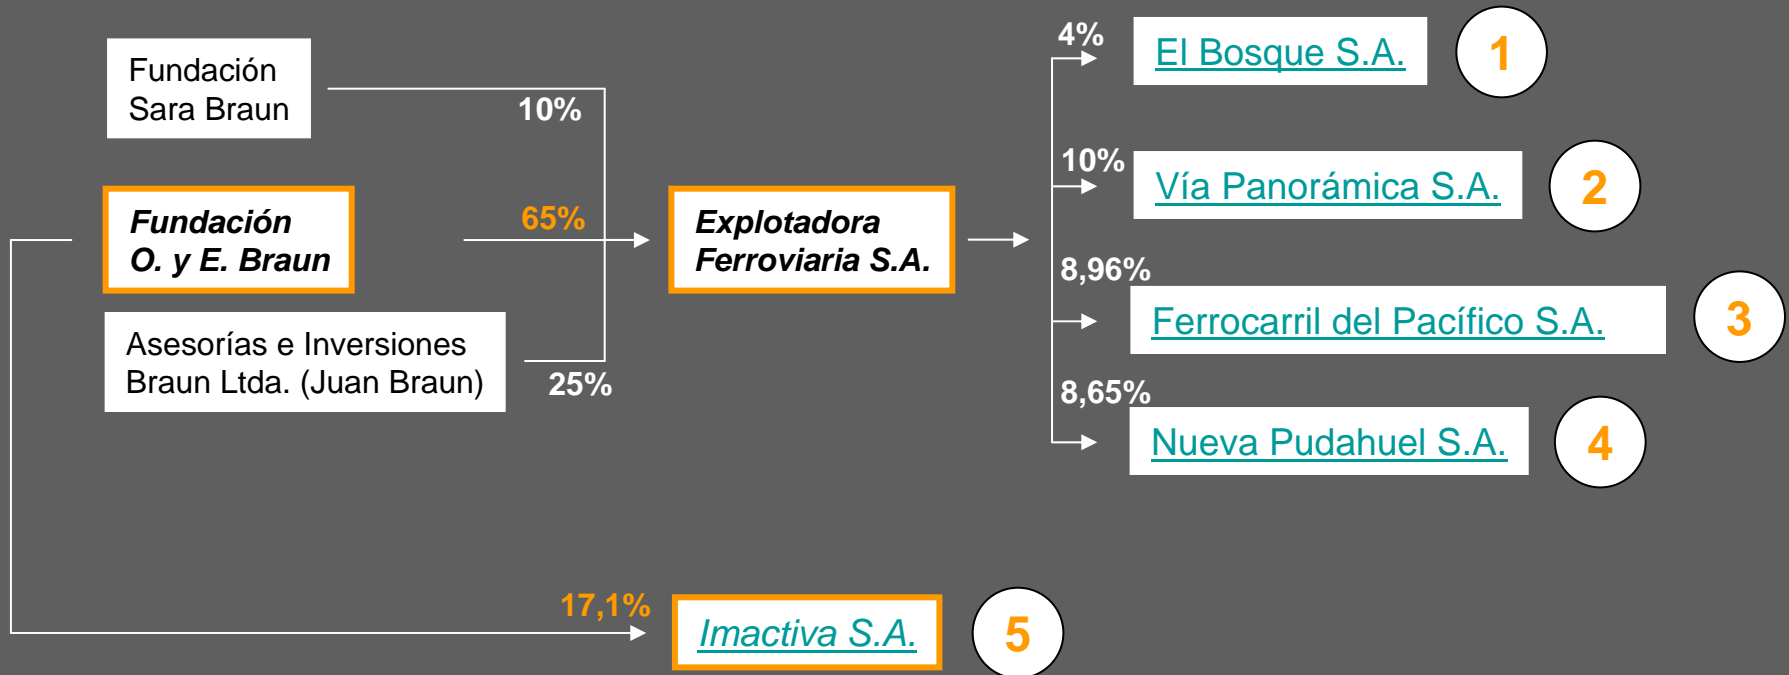 Fundación
Sara Braun
10%
Fundación
O. y E. Braun
65%
Asesorías e Inversiones
Braun Ltda. (Juan Braun)
25%
Explotadora
Ferroviaria S.A.
4%
El Bosque S.A.
1
10%
Vía Panorámica S.A.
2
8,96%
Ferrocarril del Pacífico S.A.
3
8,65%
Nueva Pudahuel S.A.
4
17,1%
Imactiva S.A.
5